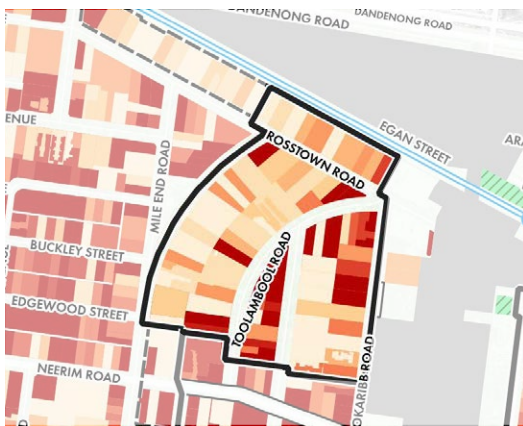 DANDENONG ROAD
DANDENONG ROAD
EGAN STREET
ARA
ENUE
ROSSTOWN ROAD
MILE END ROAD
BUCKLEY STREET
TOOLAMBOOL ROAD
EDGEWOOD STREET
NEERIM ROAD
OKARIBB ROAD